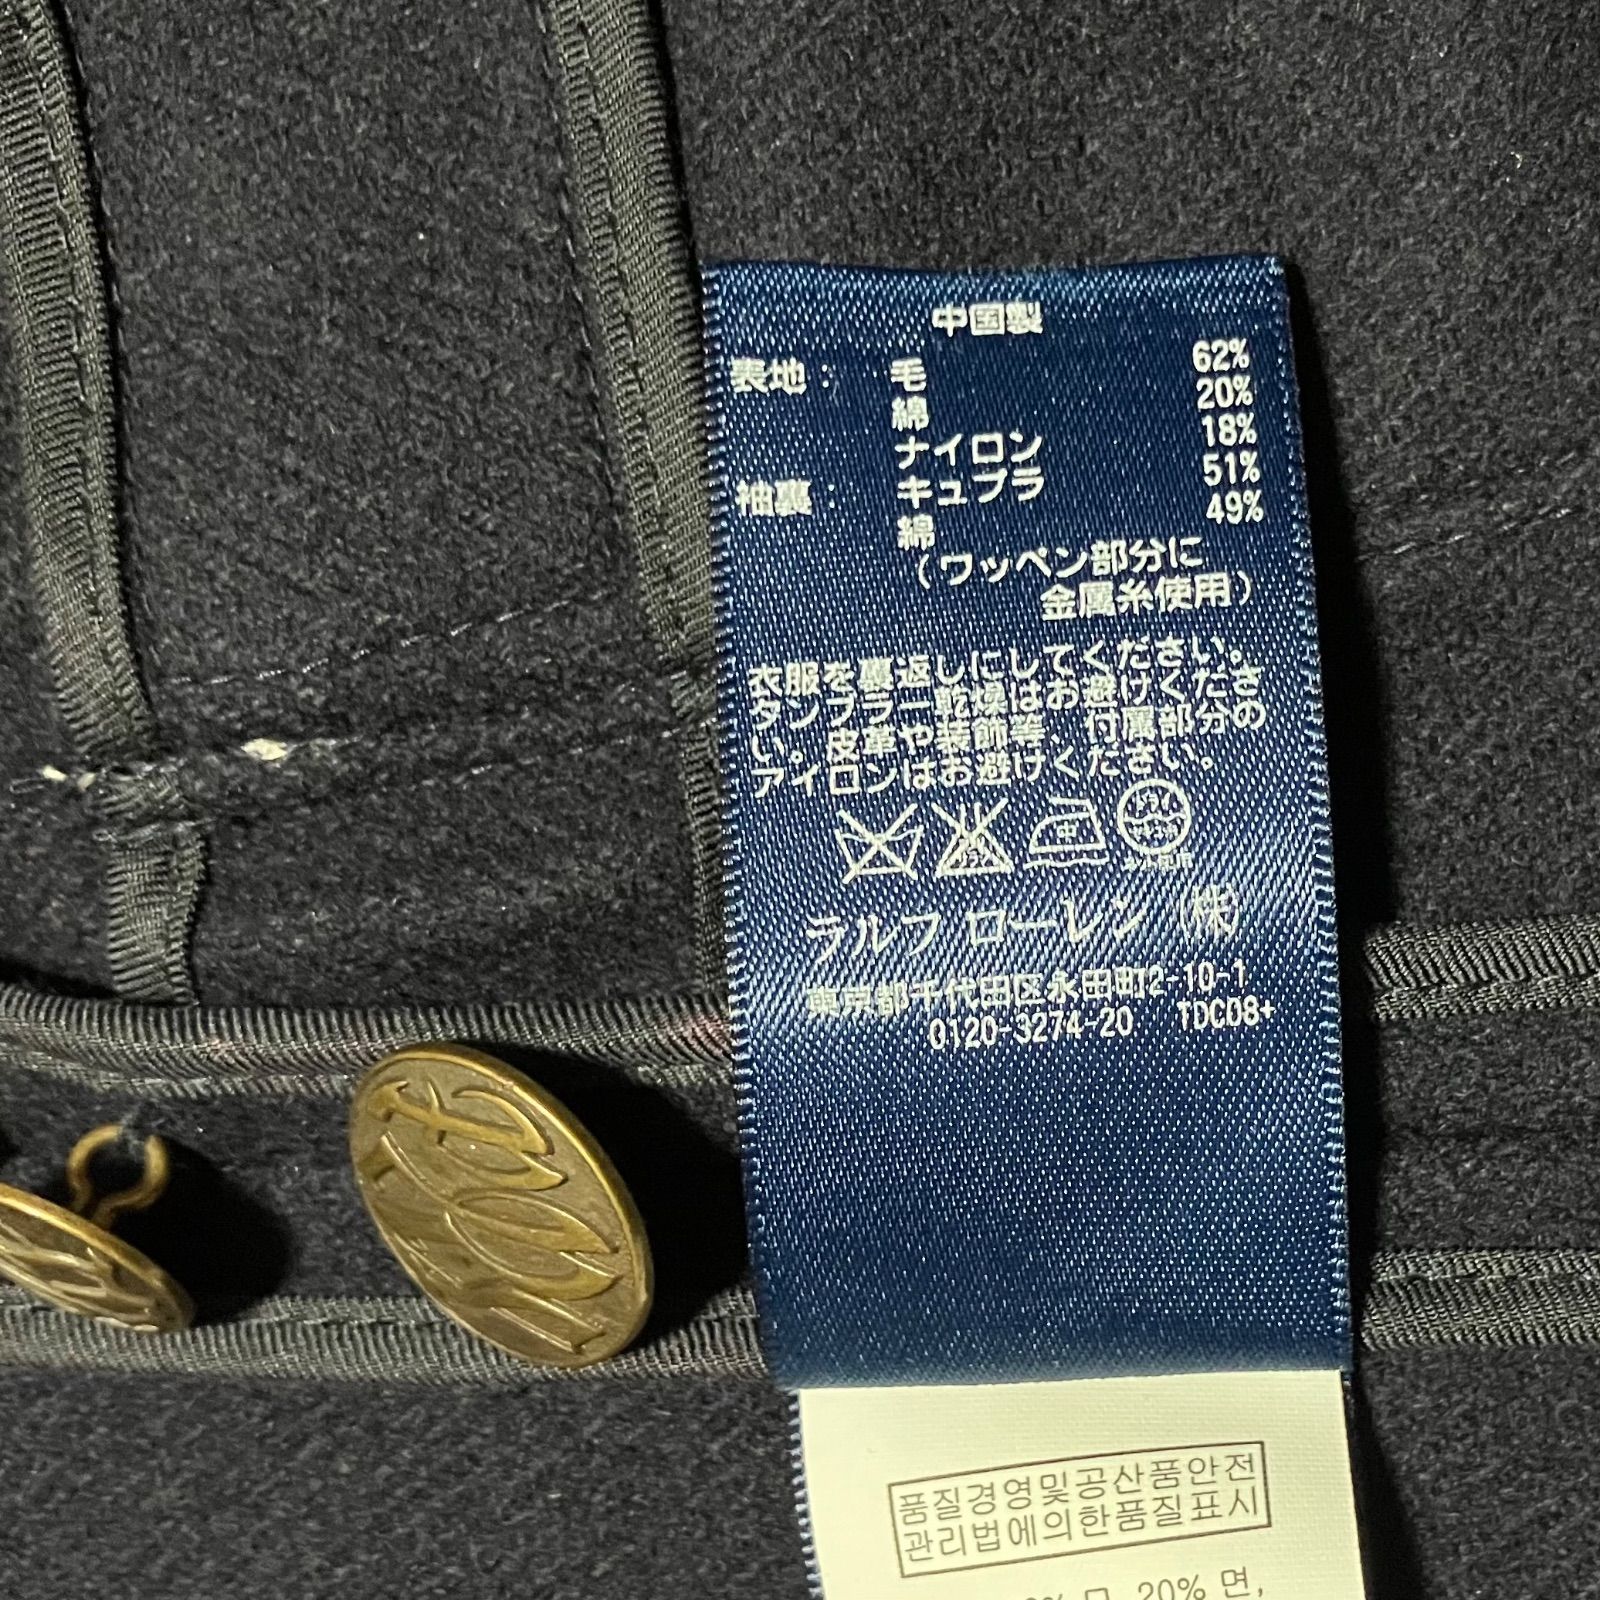 中国製
表地: 毛 62%
綿 20%
ナイロン 18%
袖裏: キュプラ 51%
綿 49%
(ワッペン部分に
金属糸使用)
衣服を裏返しにしてください。
タンブラー乾燥はお避けくださ
い。皮革や装飾等、付属部分の
アイロンはお避けください。
中
ドライ
ラルフ ローレン (株)
東京都千代田区永田町2-10-1
0120-3274-20 TDC08+
품질경영및공산품안전
관리법에의한품질표시
20% 면,